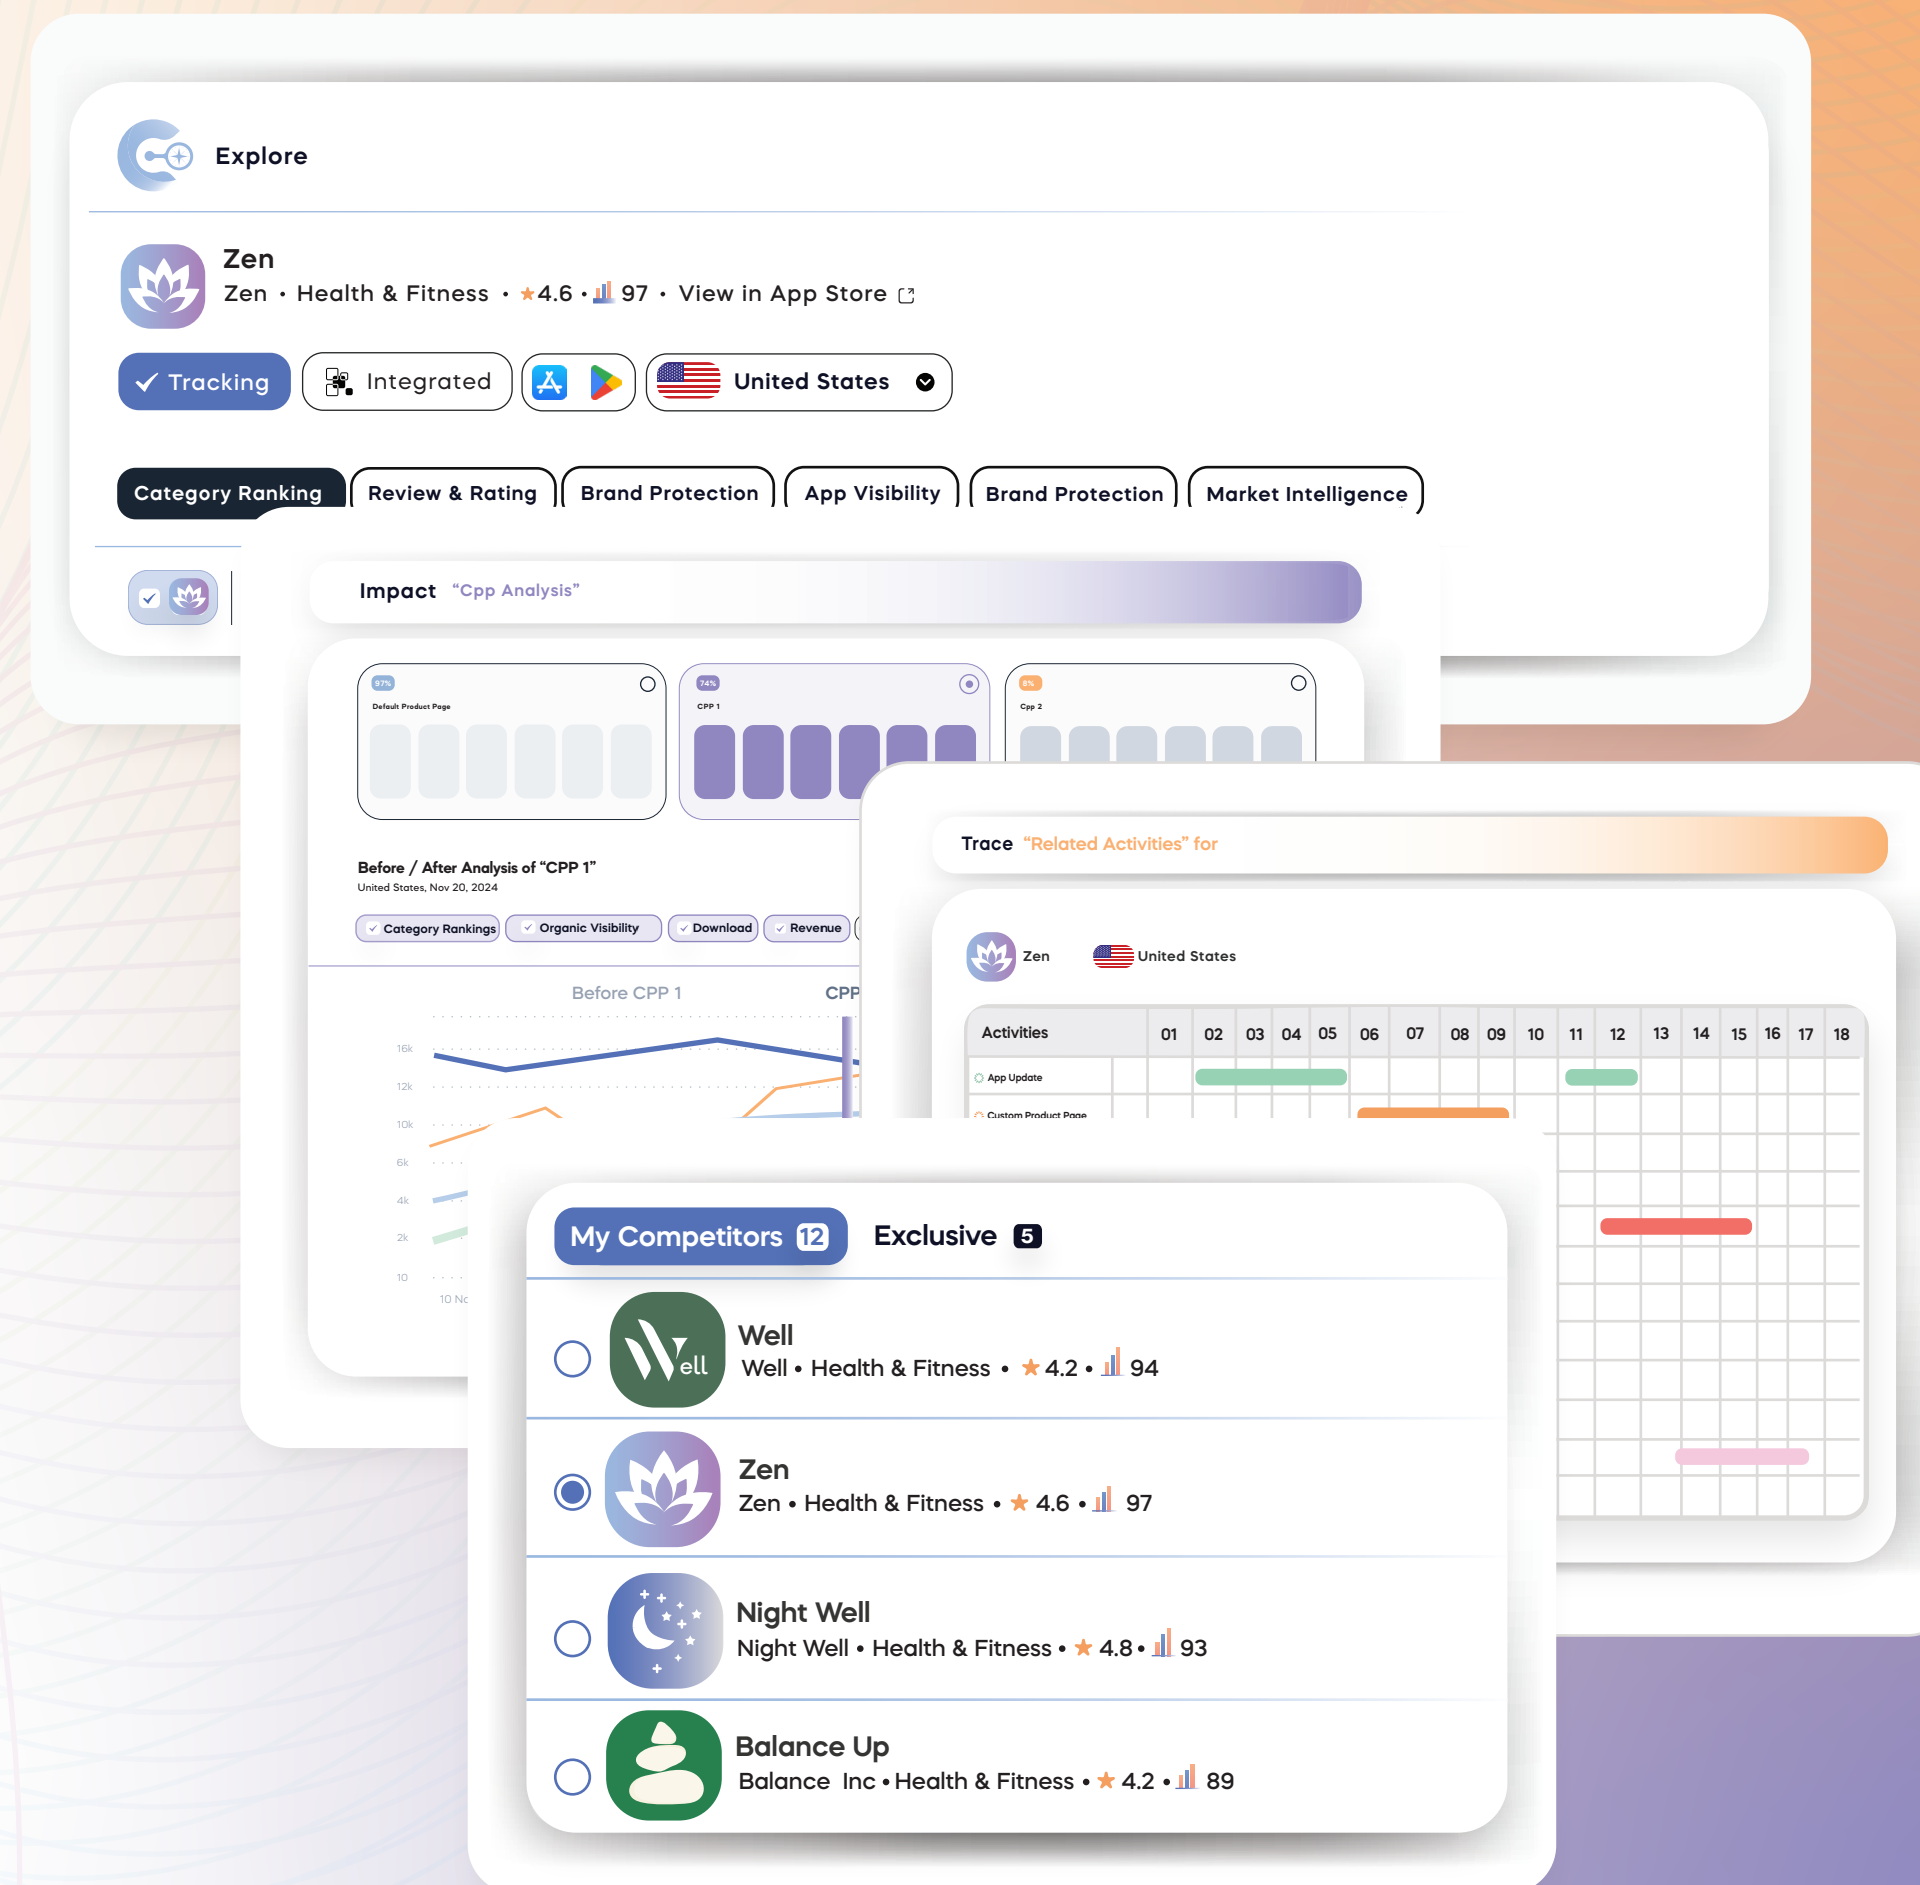 Explore
Zen
Zen • Health & Fitness • 4.6 • 97 • View in App Store
Tracking
Integrated
United States
Category Ranking
Review & Rating
Brand Protection
App Visibility
Brand Protection
Market Intelligence
Impact "Cpp Analysis"
97%
Default Product Page
74%
CPP 1
8%
Cpp 2
Before / After Analysis of "CPP 1"
United States, Nov 20, 2024
Category Rankings
Organic Visibility
Download
Revenue
Before CPP 1
CPP
16k
12k
10k
6k
4k
2k
10
10 No
Trace "Related Activities" for
Zen
United States
Activities 01 02 03 04 05 06 07 08 09 10 11 12 13 14 15 16 17 18
App Update
Custom Product Page
My Competitors 12
Exclusive 5
Well
Well • Health & Fitness • 4.2 • 94
ell
Zen
Zen • Health & Fitness • 4.6 • 97
Night Well
Night Well • Health & Fitness • 4.8 • 93
Balance Up
Balance Inc • Health & Fitness • 4.2 • 89